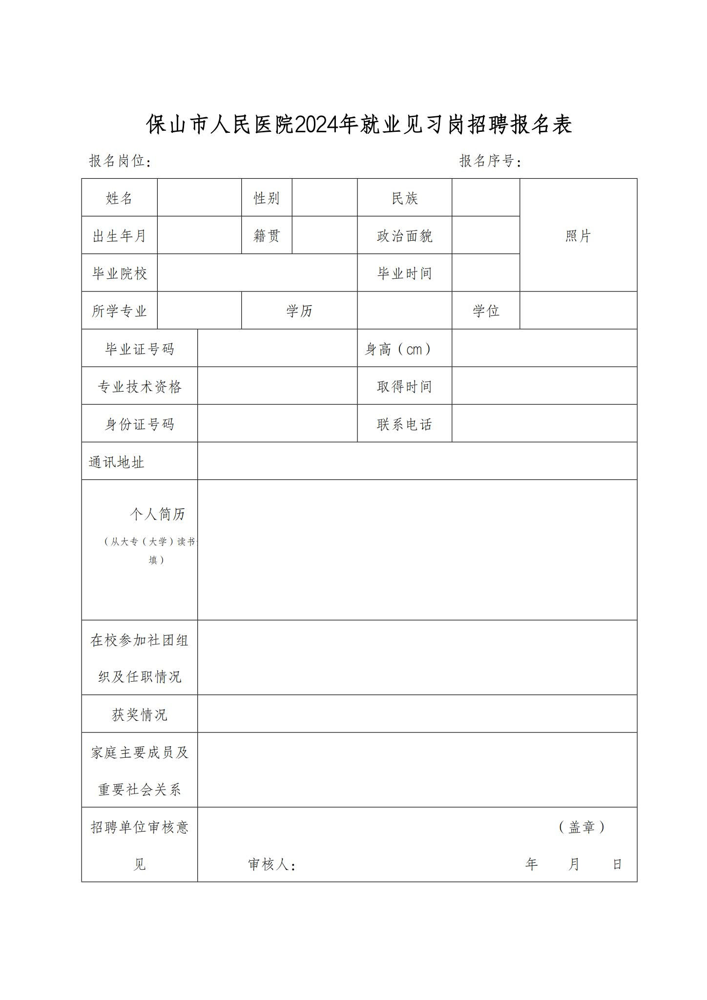 保山市人民医院2024年就业见习岗招聘报名表
报名岗位： 报名序号：
姓名 性别 民族
出生年月 籍贯 政治面貌 照片
毕业院校 毕业时间
所学专业 学历 学位
毕业证号码 身高（cm）
专业技术资格 取得时间
身份证号码 联系电话
通讯地址
个人简历
（从大专（大学）读书
填）
在校参加社团组
织及任职情况
获奖情况
家庭主要成员及
重要社会关系
招聘单位审核意 （盖章）
见 审核人： 年 月 日